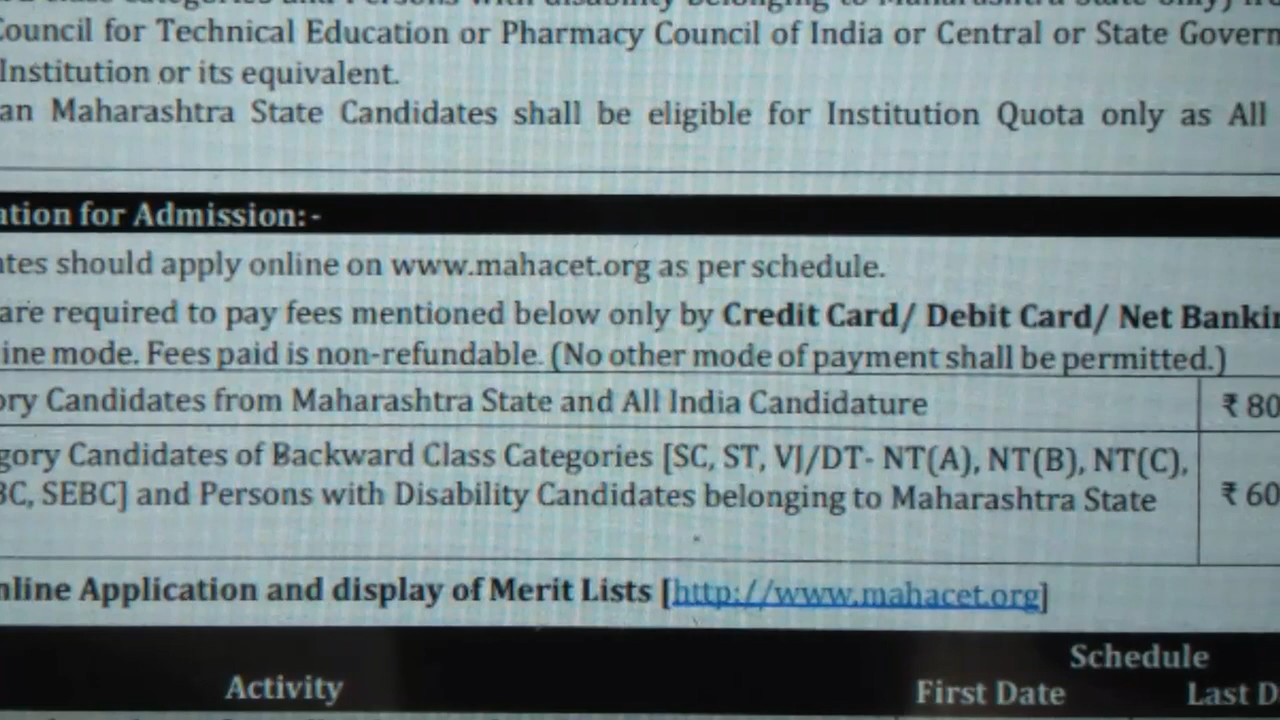 Council for Technical Education or Pharmacy Council of India or Central or State Govern
Institution or its equivalent.
an Maharashtra State Candidates shall be eligible for Institution Quota only as All
ation for Admission:-
ates should apply online on www.mahacet.org as per schedule.
are required to pay fees mentioned below only by Credit Card/ Debit Card/ Net Bankin
ine mode. Fees paid is non-refundable. (No other mode of payment shall be permitted.)
ory Candidates from Maharashtra State and All India Candidature ₹ 80
gory Candidates of Backward Class Categories [SC, ST, VJ/DT- NT(A), NT(B), NT(C),
BC, SEBC] and Persons with Disability Candidates belonging to Maharashtra State ₹ 60
nline Application and display of Merit Lists [http://www.mahacet.org]
Schedule
Activity First Date Last D